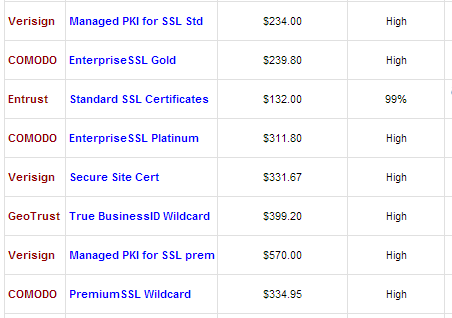 Verisign Managed PKI for SSL Std $234.00 High
COMODO EnterpriseSSL Gold $239.80 High
Entrust Standard SSL Certificates $132.00 99%
COMODO EnterpriseSSL Platinum $311.80 High
Verisign Secure Site Cert $331.67 High
GeoTrust True BusinessID Wildcard $399.20 High
Verisign Managed PKI for SSL prem $570.00 High
COMODO PremiumSSL Wildcard $334.95 High